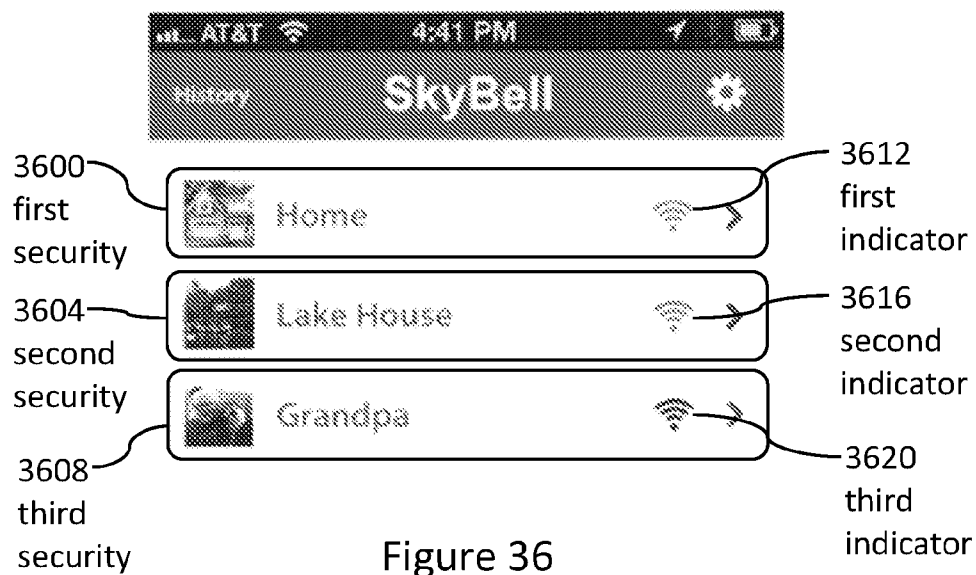 AT&T 4:41 PM
History SkyBell
3600
first
security
Home
3612
first
indicator
3604
second
security
Lake House
3616
second
indicator
3608
third
security
Grandpa
3620
third
indicator
Figure 36